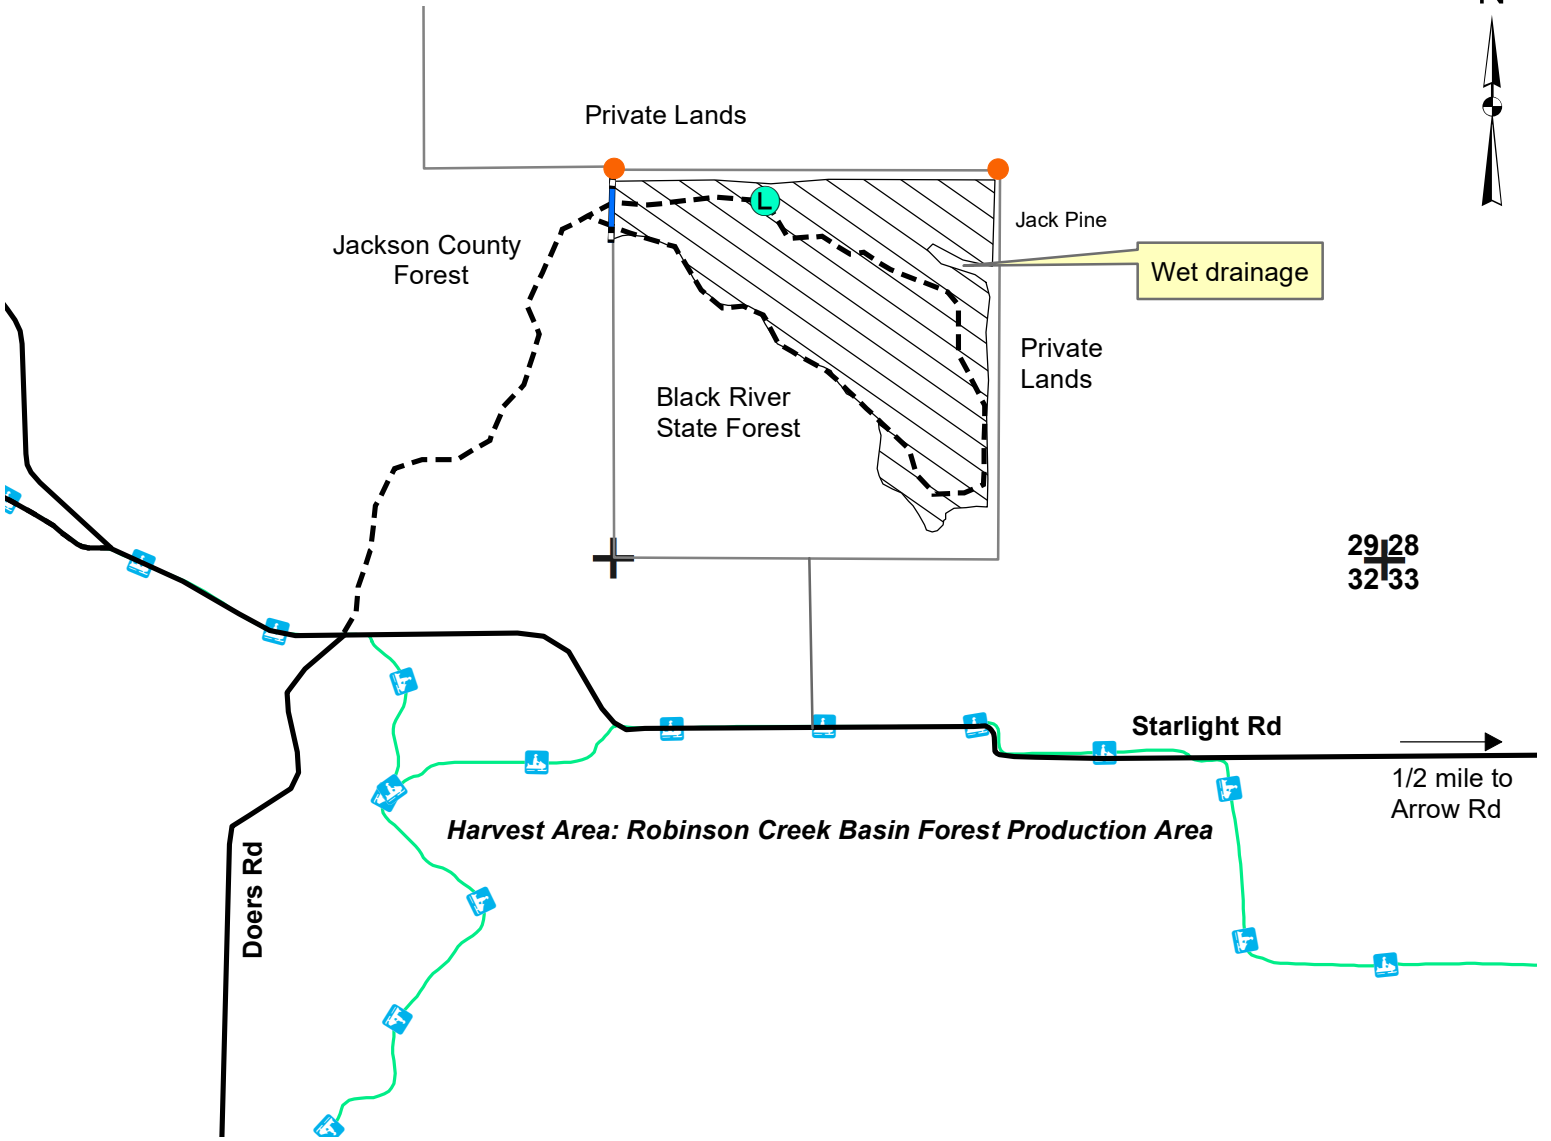 N
Private Lands
Jack Pine
Jackson County
Forest
Wet drainage
L
Private
Lands
Black River
State Forest
29 28
32 33
Starlight Rd
1/2 mile to
Arrow Rd
Harvest Area: Robinson Creek Basin Forest Production Area
Doers Rd